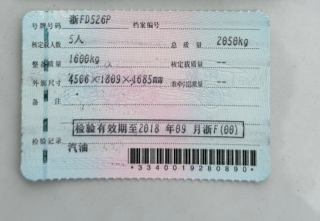 号牌号码 浙FD526P 档案编号
核定载人数 5人 总质量 2050kg
整备质量 1600kg 核定载质量 --
外廓尺寸 4506×1809×1685mm 准牵引总质量 --
备注
检验有效期至2018 年09 月浙F(00)
检验记录
汽油
*3340019280890*